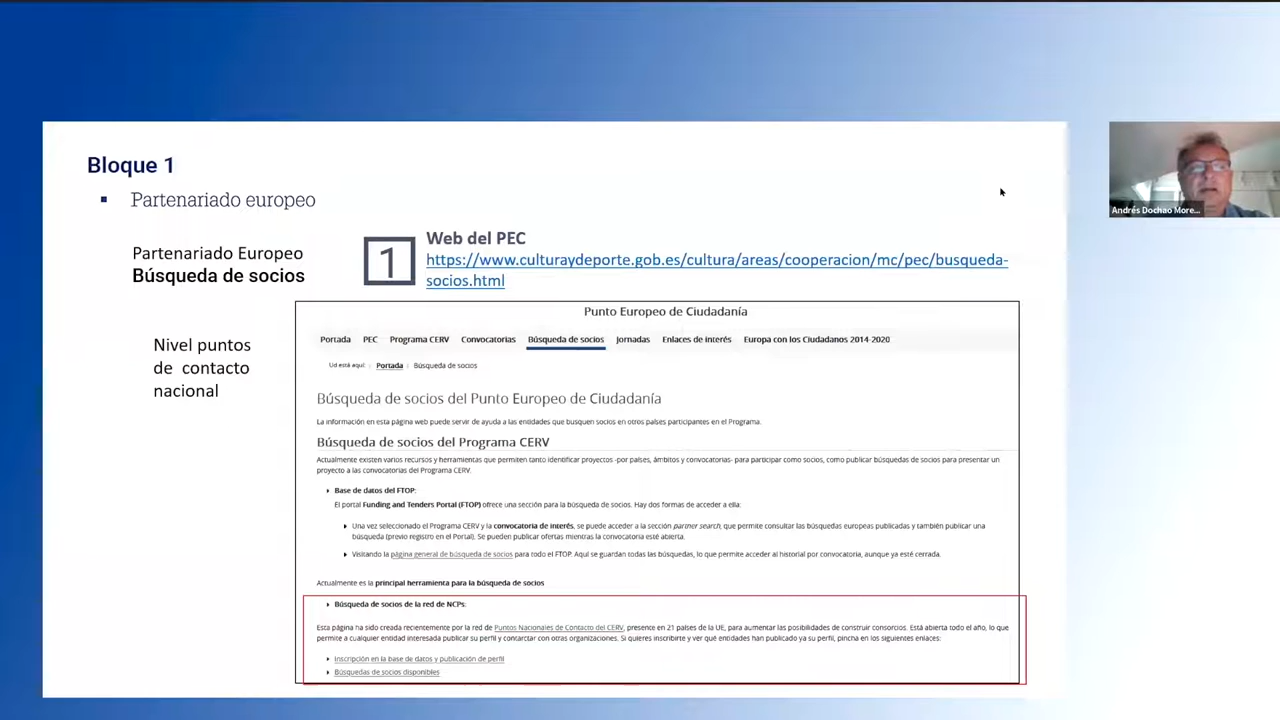 Bloque 1
Partenariado europeo
Partenariado Europeo
Búsqueda de socios
1
Web del PEC
https://www.culturaydeporte.gob.es/cultura/areas/cooperacion/mc/pec/busqueda-
socios.html
Nivel puntos
de contacto
nacional
Punto Europeo de Ciudadanía
Portada PEC Programa CERV Convocatorias Búsqueda de socios Jornadas Enlaces de interés Europa con los Ciudadanos 2014-2020
Ud está aquí: Portada Búsqueda de socios
Búsqueda de socios del Punto Europeo de Ciudadanía
La información en esta página web puede servir de ayuda a las entidades que busquen socios en otros países participantes en el Programa.
Búsqueda de socios del Programa CERV
Actualmente existen varios recursos y herramientas que permiten tanto identificar proyectos -por países, ámbitos y convocatorias- para participar como socios, como publicar búsquedas de socios para presentar un
proyecto a las convocatorias del Programa CERV:
Base de datos del FTOP:
El portal Funding and Tenders Portal (FTOP) ofrece una sección para la búsqueda de socios. Hay dos formas de acceder a ella:
Una vez seleccionado el Programa CERV y la convocatoria de interés, se puede acceder a la sección partner search, que permite consultar las búsquedas europeas publicadas y también publicar una
búsqueda (previo registro en el Portal). Se pueden publicar ofertas mientras la convocatoria esté abierta.
Visitando la página general de búsqueda de socios para todo el FTOP. Aquí se guardan todas las búsquedas, lo que permite acceder al historial por convocatoria, aunque ya esté cerrada.
Actualmente es la principal herramienta para la búsqueda de socios
Búsqueda de socios de la red de NCPs:
Esta página ha sido creada recientemente por la red de Puntos Nacionales de Contacto del CERV, presente en 21 países de la UE, para aumentar las posibilidades de construir consorcios. Está abierta todo el año, lo que
permite a cualquier entidad interesada publicar su perfil y contarctar con otras organizaciones. Si quieres inscribirte y ver qué entidades han publicado ya su perfil, pincha en los siguientes enlaces:
Inscripción en la base de datos y publicación de perfil
Búsquedas de socios disponibles
Andrés Dochao More...